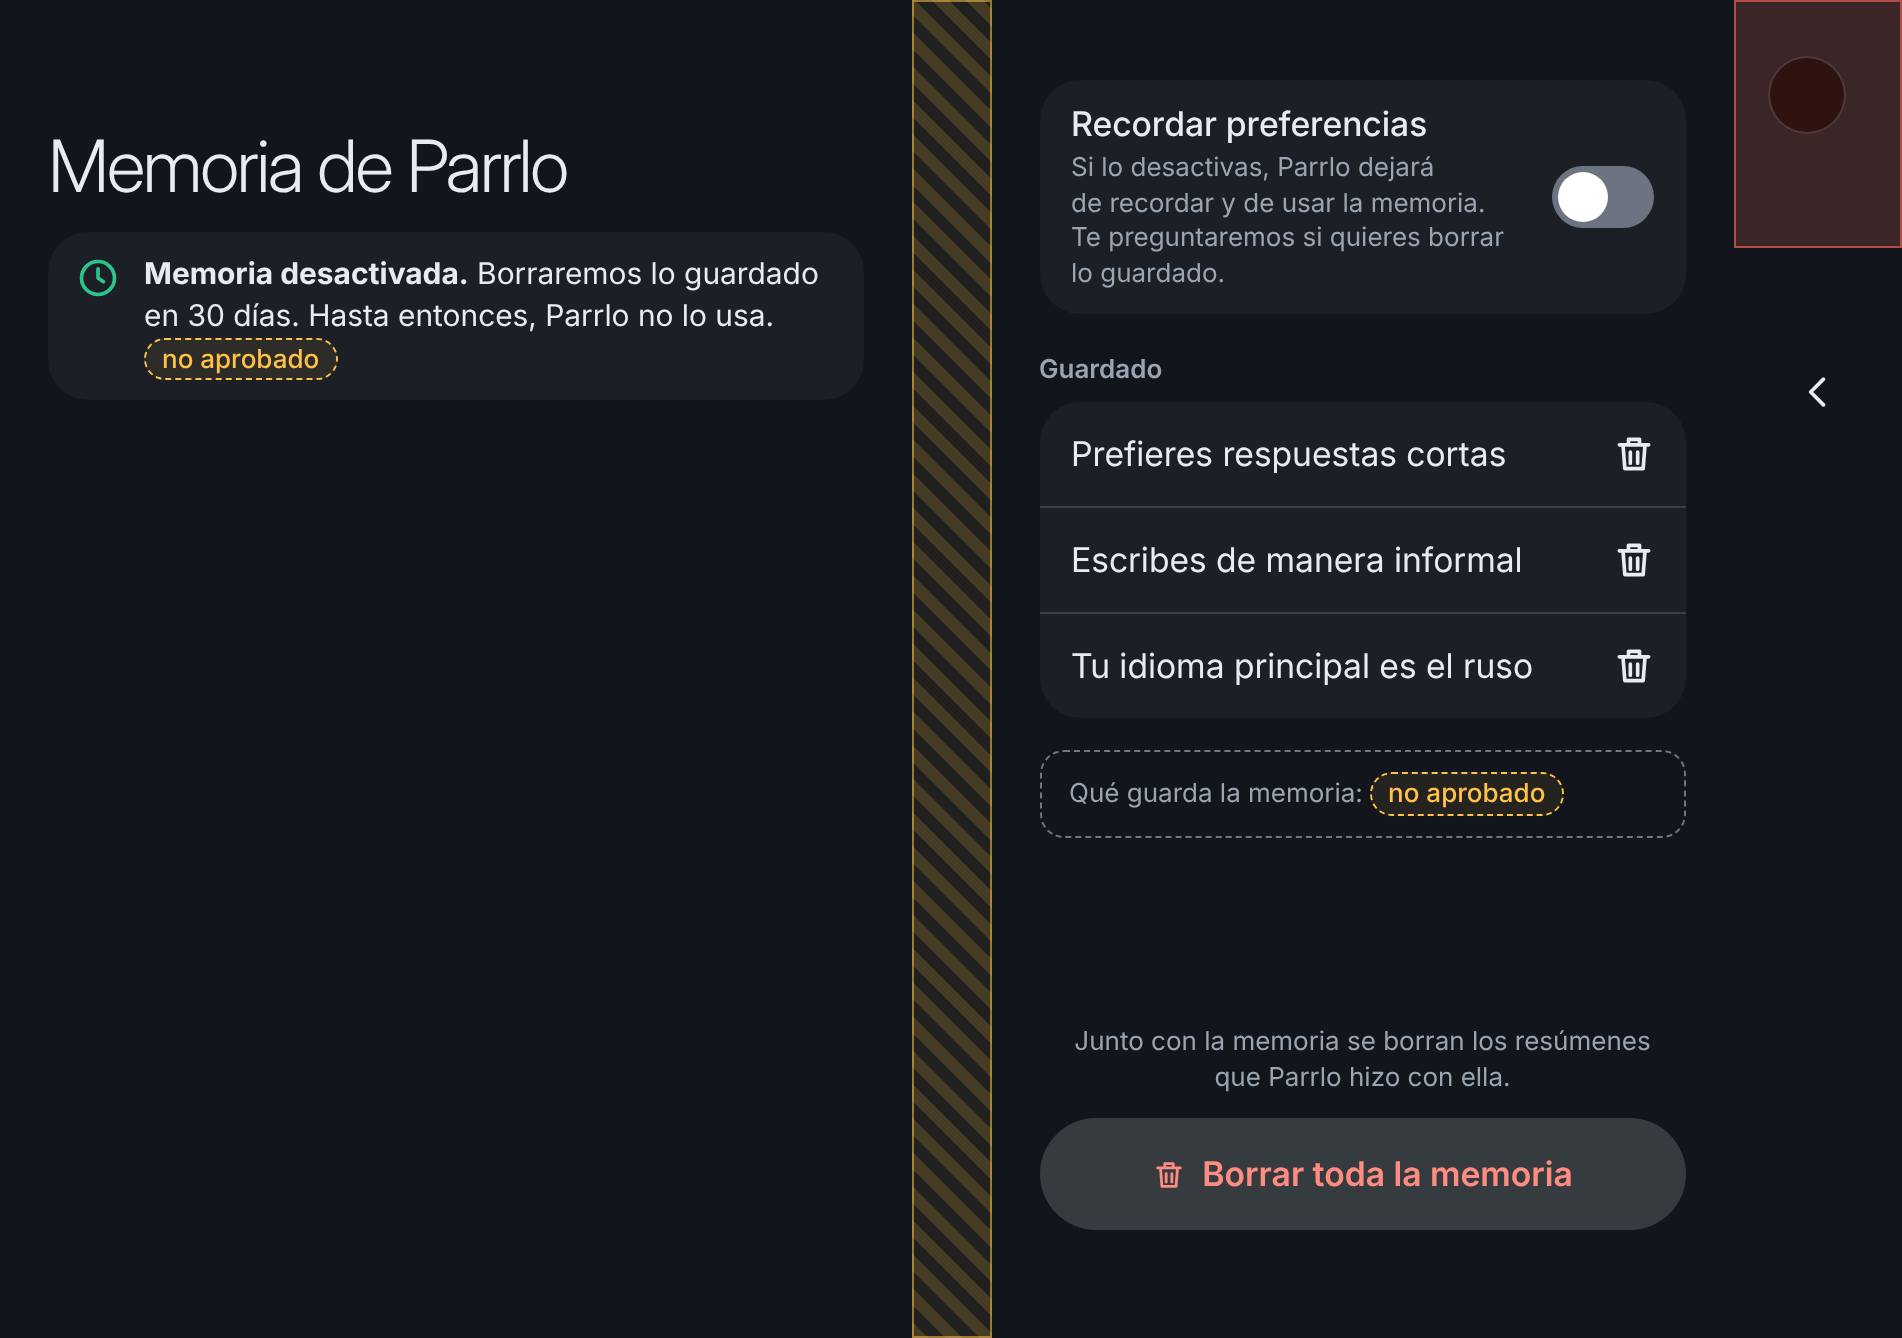 Memoria de Parrlo
Memoria desactivada. Borraremos lo guardado
en 30 días. Hasta entonces, Parrlo no lo usa.
no aprobado
Recordar preferencias
Si lo desactivas, Parrlo dejará
de recordar y de usar la memoria.
Te preguntaremos si quieres borrar
lo guardado.
Guardado
Prefieres respuestas cortas
Escribes de manera informal
Tu idioma principal es el ruso
Qué guarda la memoria: no aprobado
Junto con la memoria se borran los resúmenes
que Parrlo hizo con ella.
Borrar toda la memoria